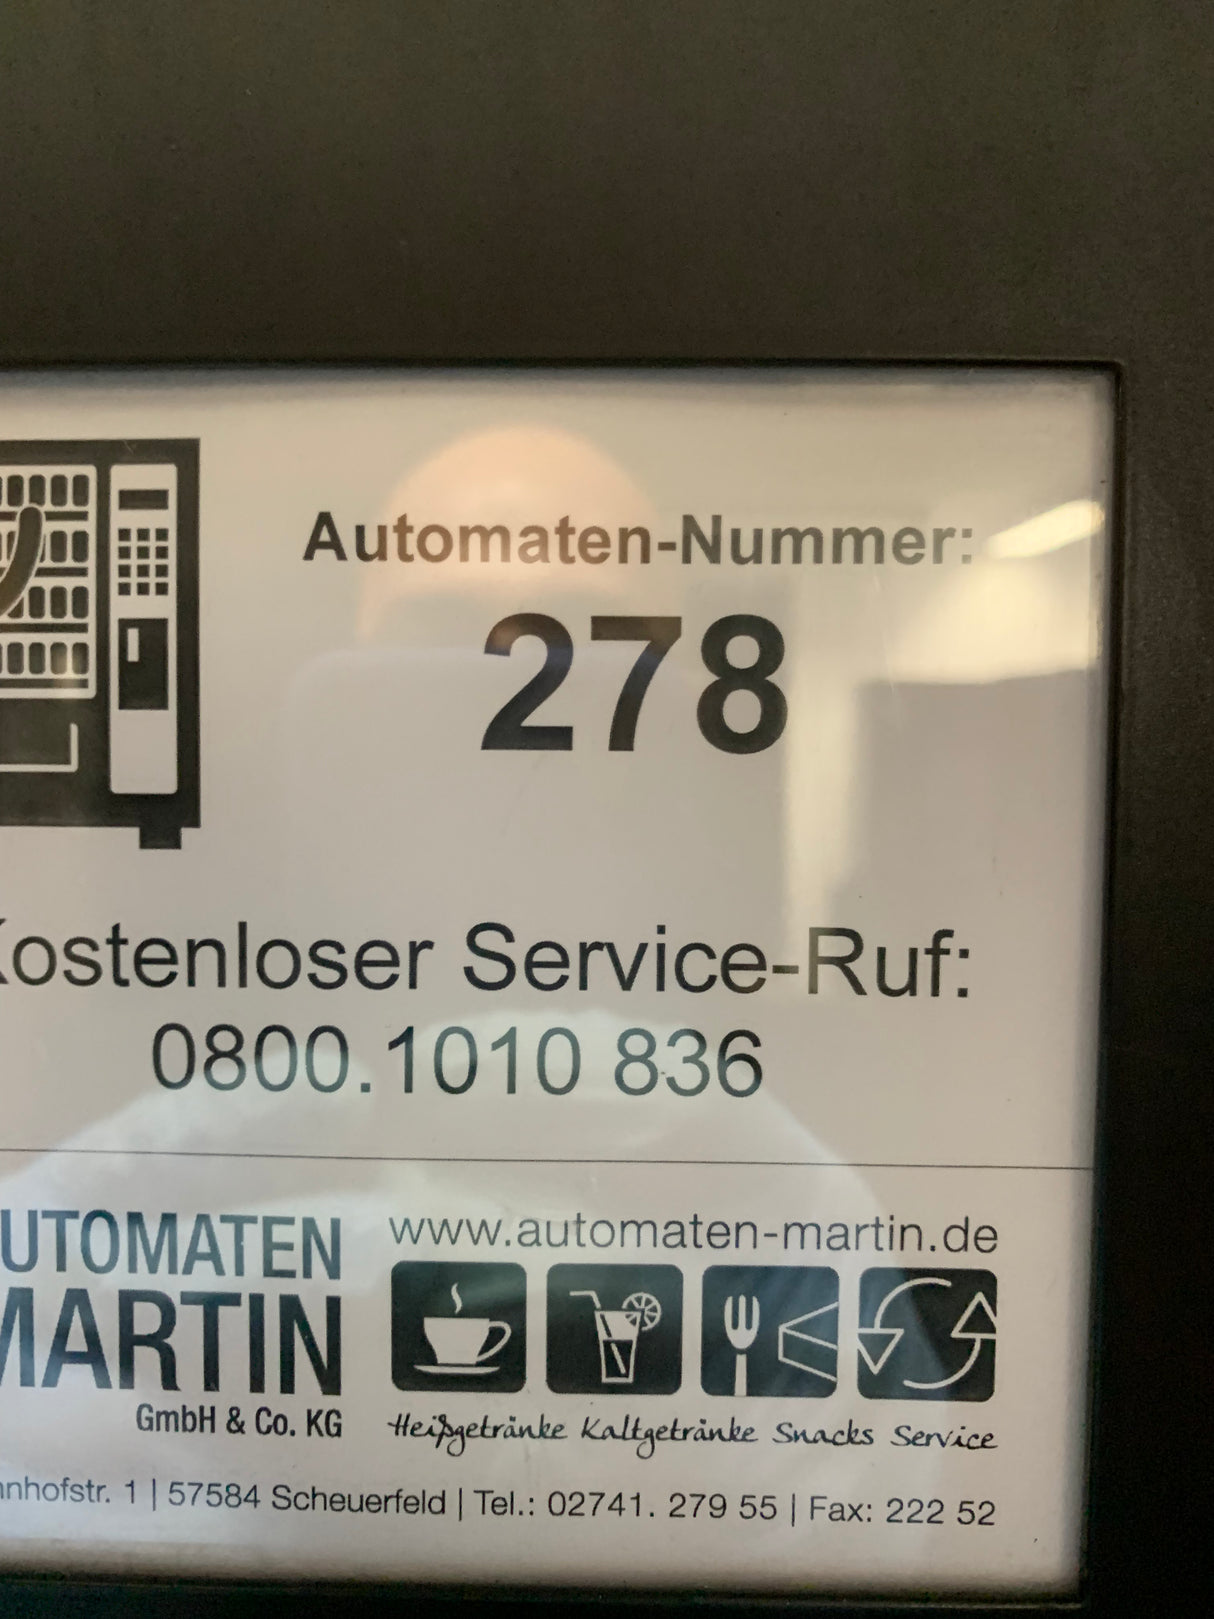 Automaten-Nummer:
278
Kostenloser Service-Ruf:
0800.1010 836
AUTOMATEN
MARTIN
GmbH & Co. KG
www.automaten-martin.de
Heißgetränke Kaltgetränke Snacks Service
nhofstr. 1 | 57584 Scheuerfeld | Tel.: 02741. 279 55 | Fax: 222 52